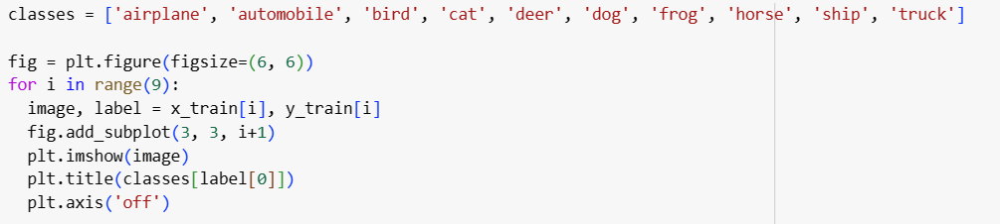 classes = ['airplane', 'automobile', 'bird', 'cat', 'deer', 'dog', 'frog', 'horse', 'ship', 'truck']
fig = plt.figure(figsize=(6, 6))
for i in range(9):
  image, label = x_train[i], y_train[i]
  fig.add_subplot(3, 3, i+1)
  plt.imshow(image)
  plt.title(classes[label[0]])
  plt.axis('off')